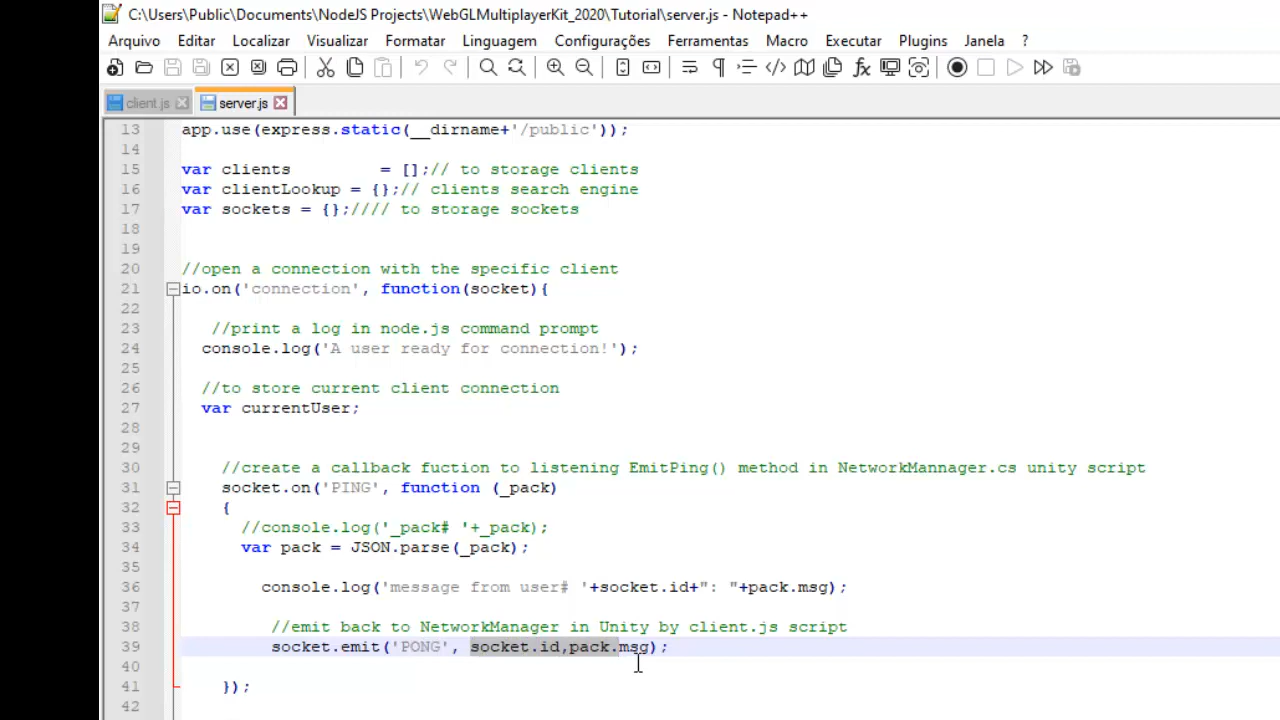 C:\Users\Public\Documents\NodeJS Projects\WebGLMultiplayerKit_2020\Tutorial\server.js - Notepad++
Arquivo Editar Localizar Visualizar Formatar Linguagem Configurações Ferramentas Macro Executar Plugins Janela ?
client.js server.js
13 app.use(express.static(__dirname+'/public'));
14
15 var clients = [];// to storage clients
16 var clientLookup = {};// clients search engine
17 var sockets = {};//// to storage sockets
18
19
20 //open a connection with the specific client
21 io.on('connection', function(socket){
22
23 //print a log in node.js command prompt
24 console.log('A user ready for connection!');
25
26 //to store current client connection
27 var currentUser;
28
29
30 //create a callback fuction to listening EmitPing() method in NetworkMannager.cs unity script
31 socket.on('PING', function (_pack)
32 {
33 //console.log('_pack# '+_pack);
34 var pack = JSON.parse(_pack);
35
36 console.log('message from user# '+socket.id+": "+pack.msg);
37
38 //emit back to NetworkManager in Unity by client.js script
39 socket.emit('PONG', socket.id,pack.msg);
40
41 });
42